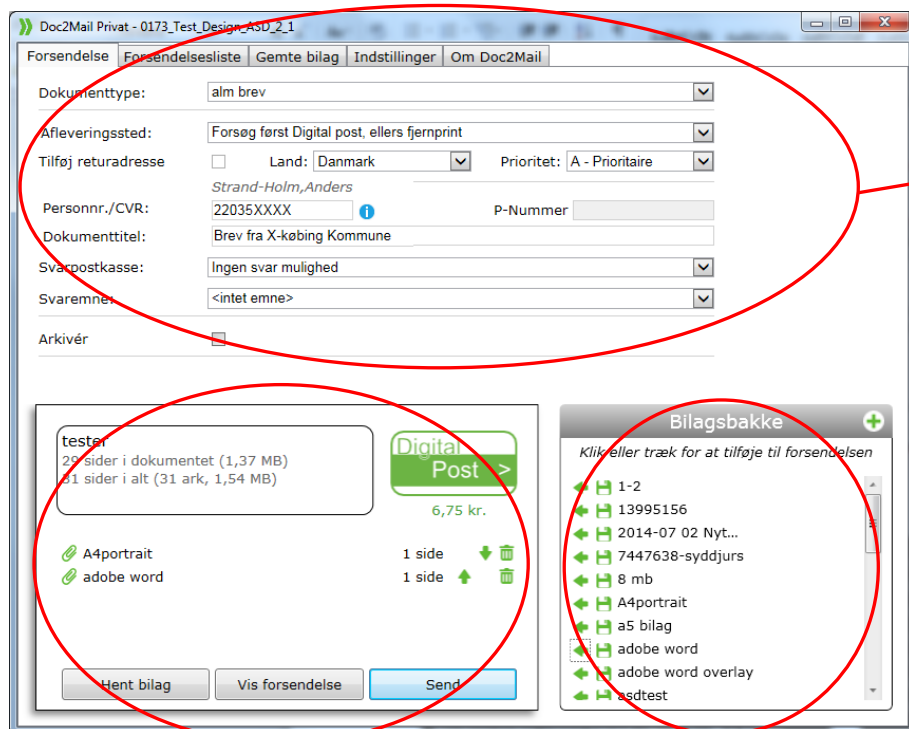 Doc2Mail Privat - 0173_Test_Design_ASD_2_1
Forsendelse Forsendelsesliste Gemte bilag Indstillinger Om Doc2Mail
Dokumenttype: alm brev
Afleveringssted: Forsøg først Digital post, ellers fjernprint
Tilføj returadresse Land: Danmark Prioritet: A - Prioritaire
Strand-Holm,Anders
Personnr./CVR: 22035XXXX P-Nummer
Dokumenttitel: Brev fra X-købing Kommune
Svarpostkasse: Ingen svar mulighed
Svaremne: <intet emne>
Arkivér
tester
29 sider i dokumentet (1,37 MB)
31 sider i alt (31 ark, 1,54 MB)
Digital
Post >
6,75 kr.
A4portrait 1 side
adobe word 1 side
Hent bilag Vis forsendelse Send
Bilagsbakke
Klik eller træk for at tilføje til forsendelsen
1-2
13995156
2014-07 02 Nyt...
7447638-syddjurs
8 mb
A4portrait
a5 bilag
adobe word
adobe word overlay
asdtest